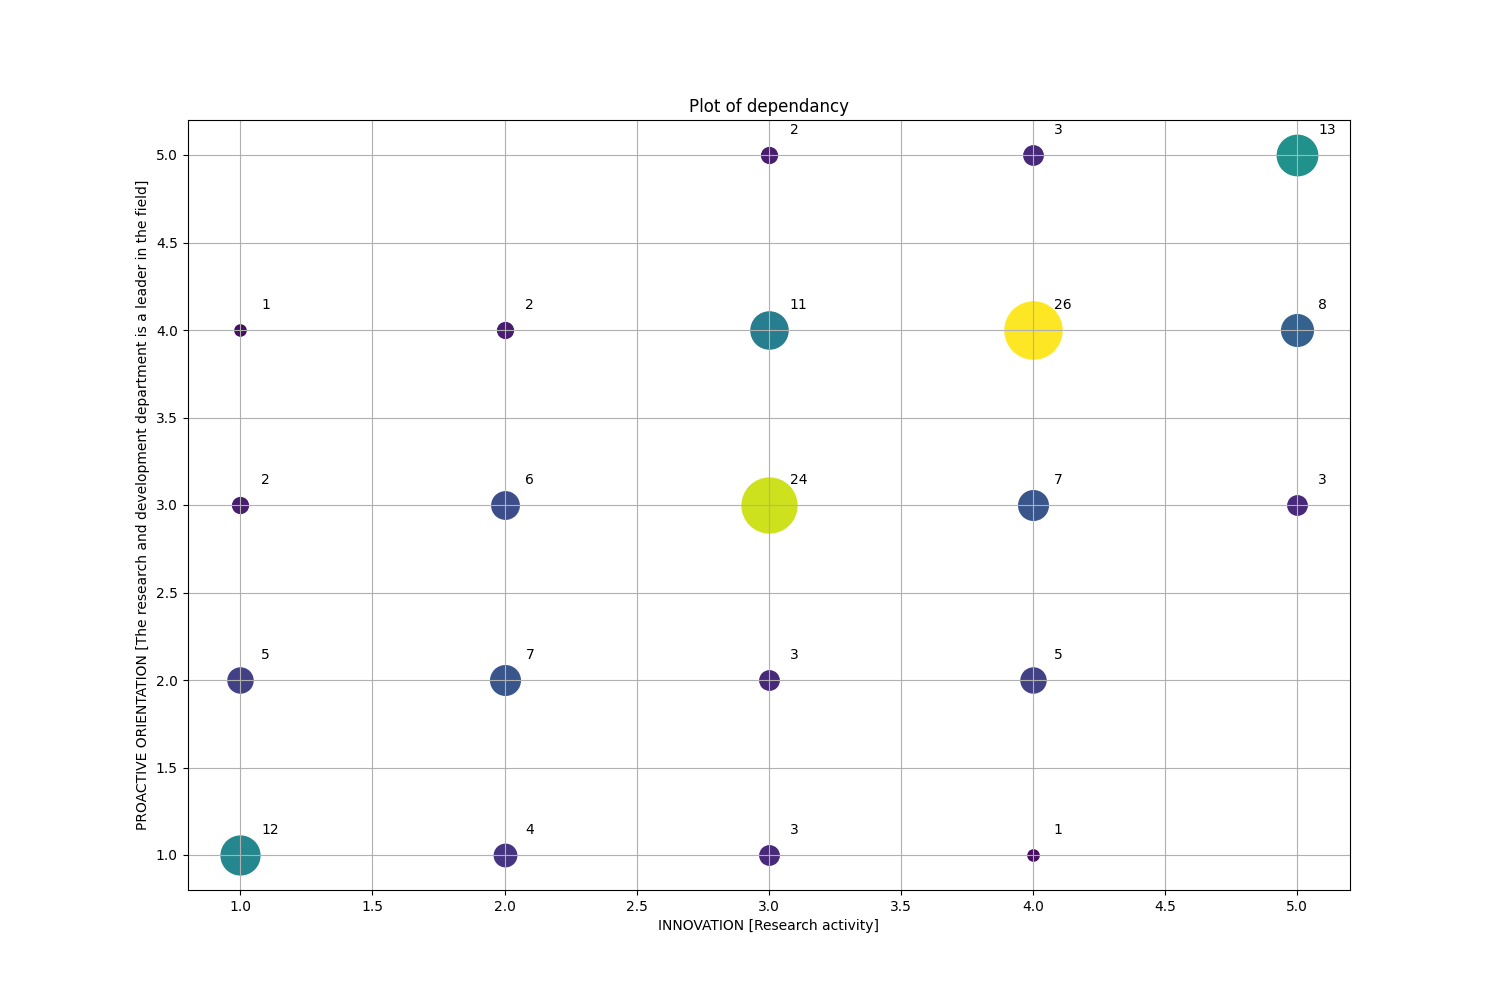 Plot of dependancy
2 3 13
5.0
4.5
1 2 11 26 8
4.0
3.5
2 6 24 7 3
3.0
2.5
5 7 3 5
2.0
1.5
12 4 3 1
1.0
PROACTIVE ORIENTATION [The research and development department is a leader in the field]
1.0 1.5 2.0 2.5 3.0 3.5 4.0 4.5 5.0
INNOVATION [Research activity]